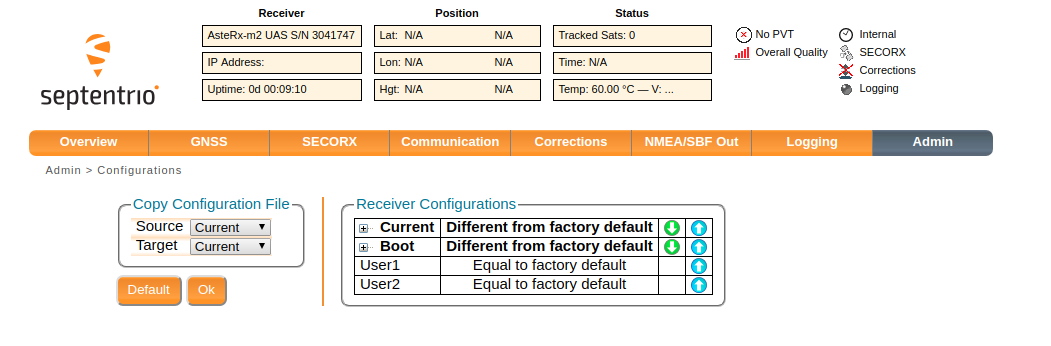 septentrio
Receiver Position Status
AsteRx-m2 UAS S/N 3041747 Lat: N/A N/A Tracked Sats: 0
IP Address: Lon: N/A N/A Time: N/A
Uptime: 0d 00:09:10 Hgt: N/A N/A Temp: 60.00 °C — V: ...
No PVT Internal
Overall Quality SECORX
Corrections
Logging
Overview GNSS SECORX Communication Corrections NMEA/SBF Out Logging Admin
Admin > Configurations
Copy Configuration File
Source Current
Target Current
Default Ok
Receiver Configurations
Current Different from factory default
Boot Different from factory default
User1 Equal to factory default
User2 Equal to factory default